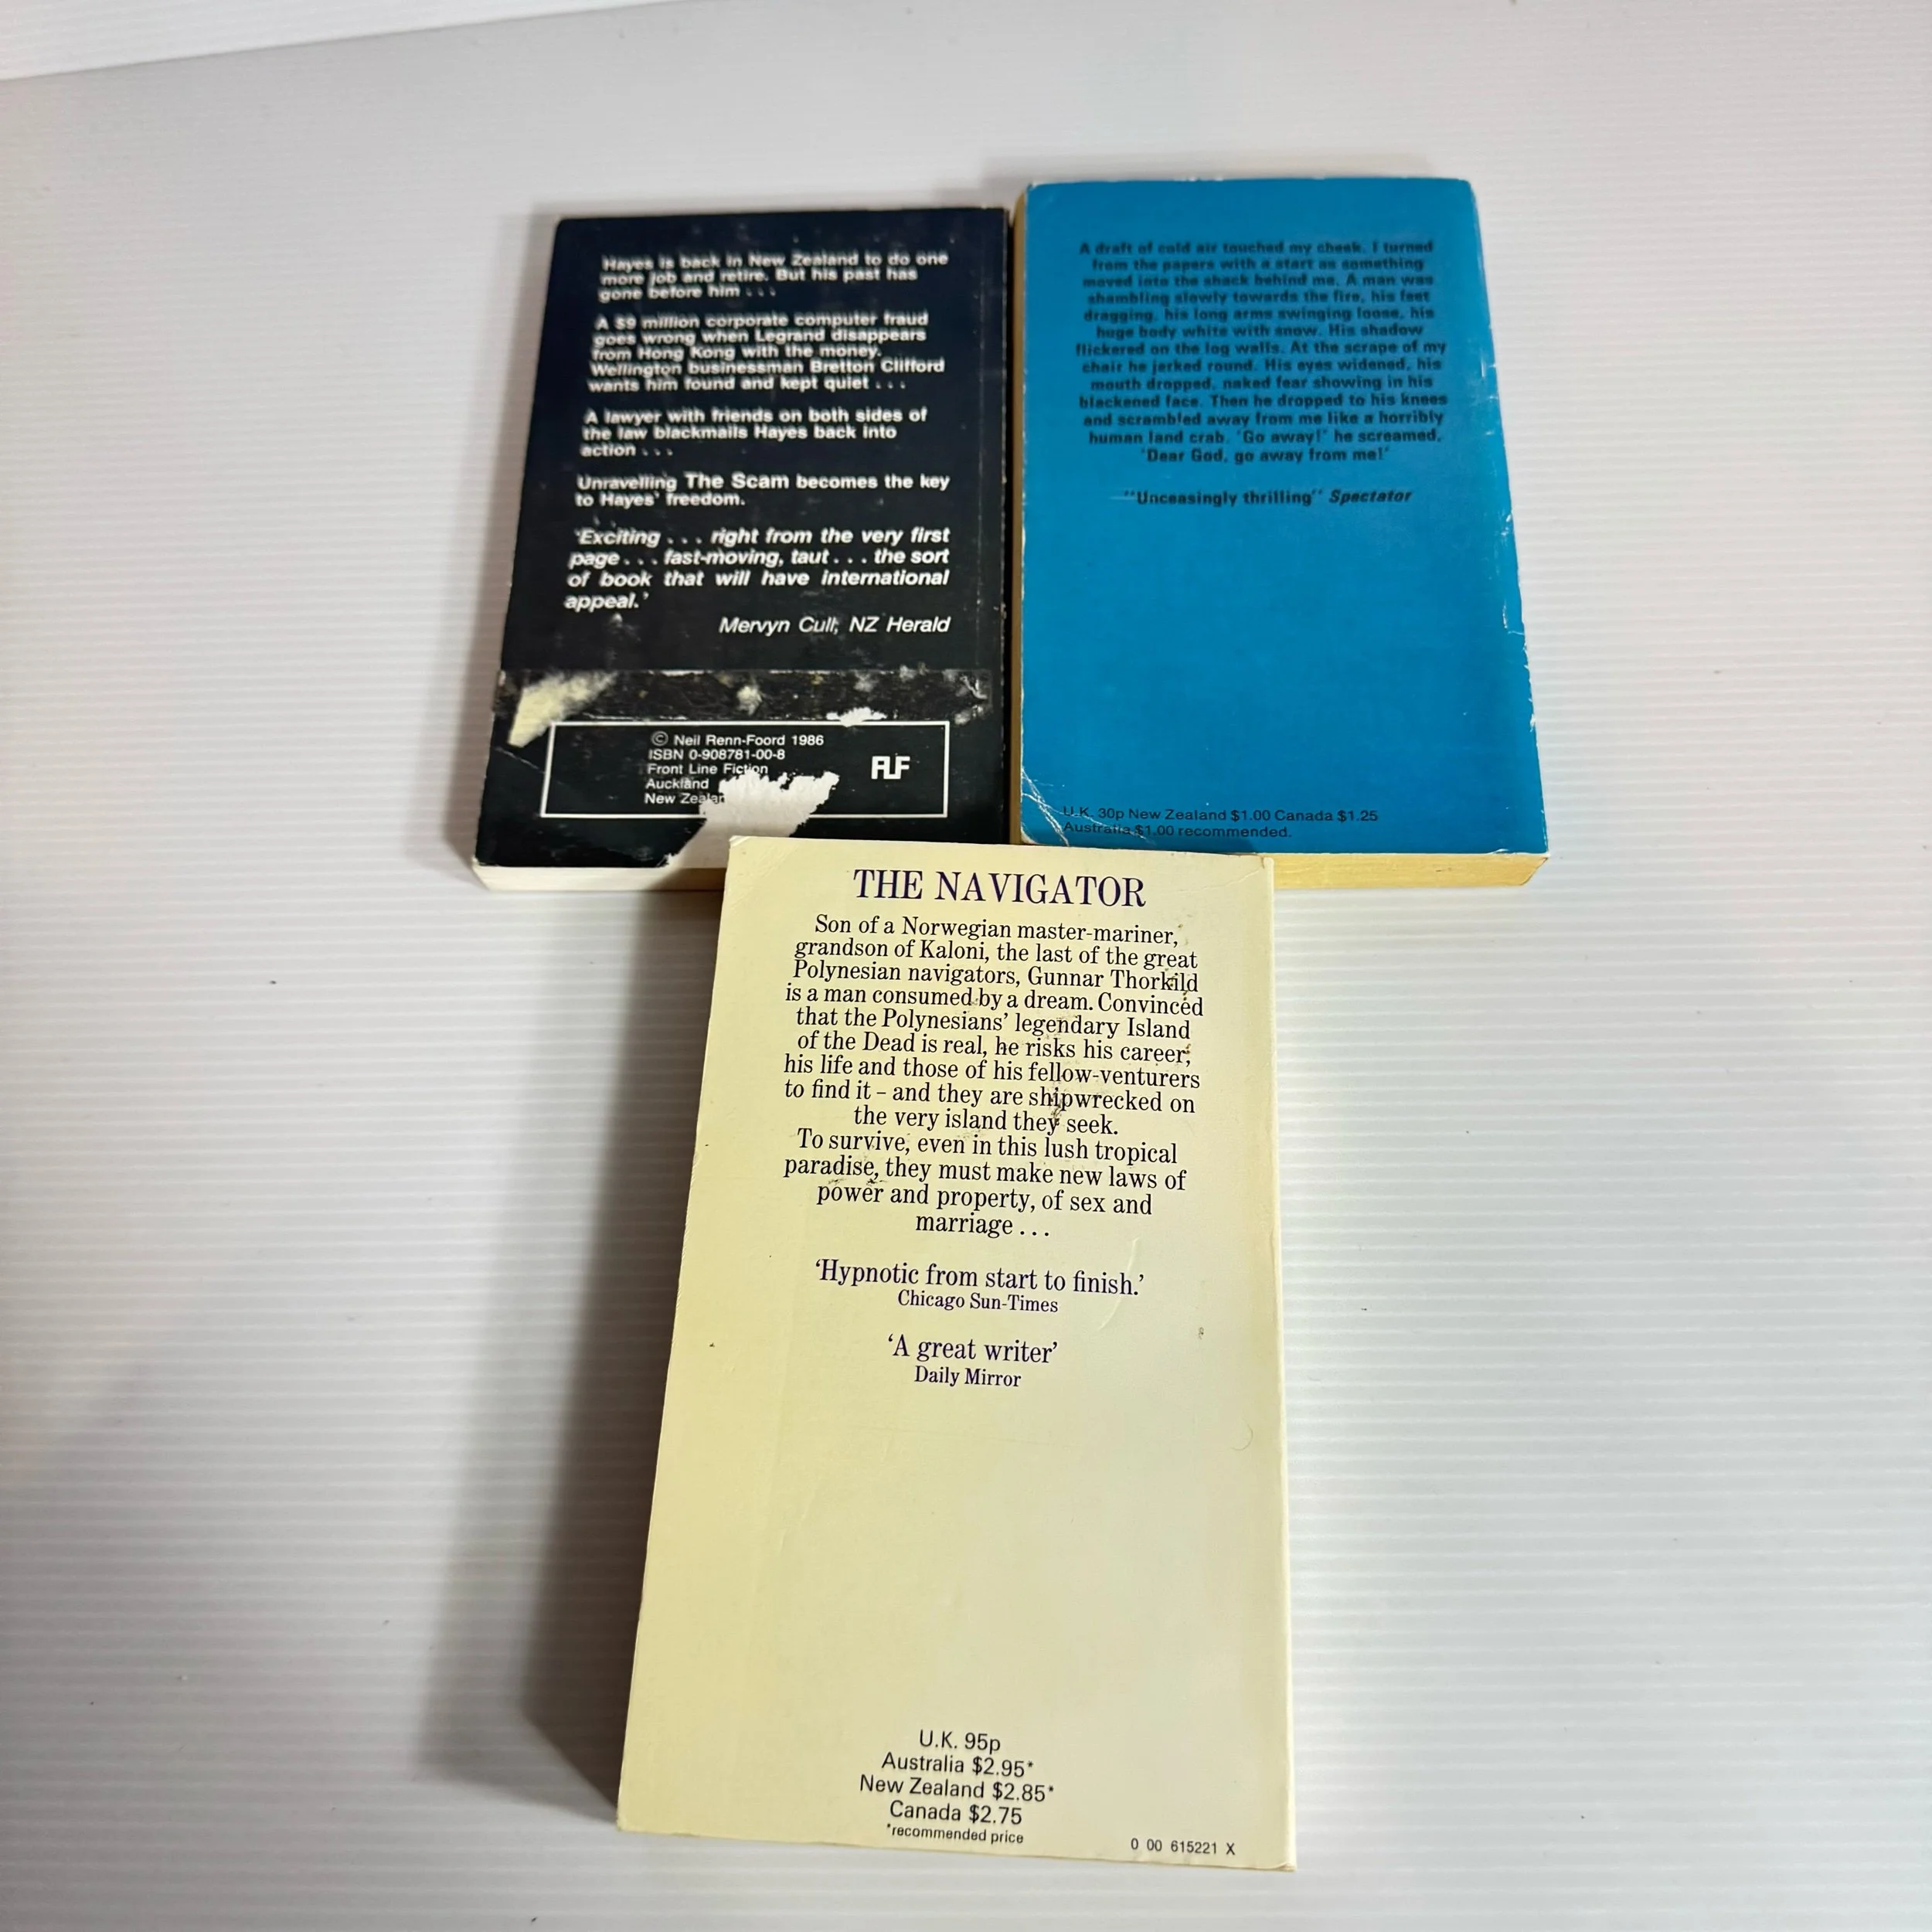 Hayes is back in New Zealand to do one
more job and retire. But his past has
gone before him . . .
A $9 million corporate computer fraud
goes wrong when Legrand disappears
from Hong Kong with the money.
Wellington businessman Bretton Clifford
wants him found and kept quiet . . .
A lawyer with friends on both sides of
the law blackmails Hayes back into
action . . .
Unravelling The Scam becomes the key
to Hayes' freedom.
'Exciting . . . right from the very first
page . . . fast-moving, taut . . . the sort
of book that will have international
appeal.'
Mervyn Cull, NZ Herald
© Neil Renn-Foord 1986
ISBN 0-908781-00-8
Front Line Fiction
Auckland
New
FLF
A draft of cold air touched my cheek. I turned
from the papers with a start as something
moved into the shack behind me. A man was
shambling slowly towards the fire, his feet
dragging, his long arms swinging loose, his
huge body white with snow. His shadow
flickered on the log walls. At the scrape of my
chair he jerked round. His eyes widened, his
mouth dropped, naked fear showing in his
blackened face. Then he dropped to his knees
and scrambled away from me like a horribly
human land crab. 'Go away!' he screamed.
'Dear God, go away from me!'
"Unceasingly thrilling" Spectator
U.K. 30p New Zealand $1.00 Canada $1.25
Australia $1.00 recommended.
THE NAVIGATOR
Son of a Norwegian master-mariner,
grandson of Kaloni, the last of the great
Polynesian navigators, Gunnar Thorkild
is a man consumed by a dream. Convinced
that the Polynesians' legendary Island
of the Dead is real, he risks his career,
his life and those of his fellow-venturers
to find it – and they are shipwrecked on
the very island they seek.
To survive, even in this lush tropical
paradise, they must make new laws of
power and property, of sex and
marriage . . .
'Hypnotic from start to finish.'
Chicago Sun-Times
'A great writer'
Daily Mirror
U.K. 95p
Australia $2.95*
New Zealand $2.85*
Canada $2.75
*recommended price
0 00 615221 X